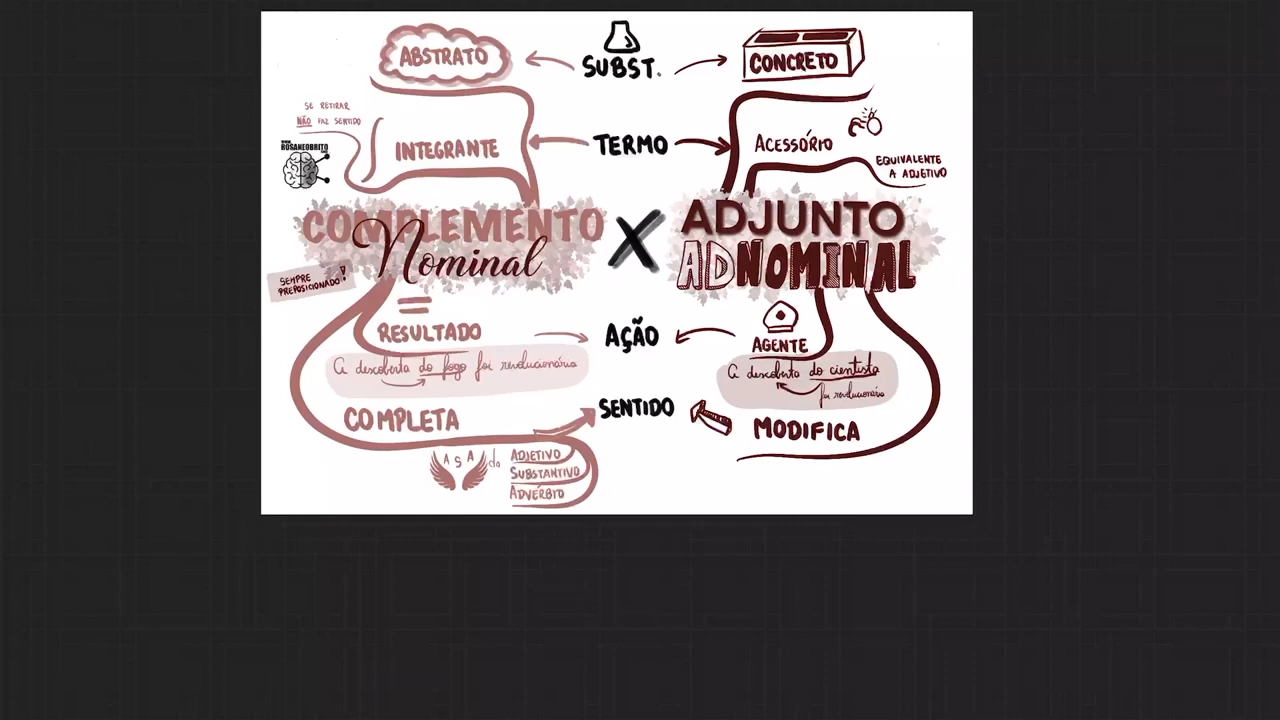 ABSTRATO
SUBST.
CONCRETO
SE RETIRAR
NÃO FAZ SENTIDO
INTEGRANTE
TERMO
ACESSÓRIO
EQUIVALENTE
A ADJETIVO
ROSANEOBRITO
COMPLEMENTO
Nominal
X
ADJUNTO
ADNOMINAL
SEMPRE
PREPOSICIONADO!
=
RESULTADO
AÇÃO
AGENTE
A descoberta do fogo foi revolucionária
A descoberta do cientista
foi revolucionária
COMPLETA
SENTIDO
MODIFICA
A S A do
ADJETIVO
SUBSTANTIVO
ADVÉRBIO